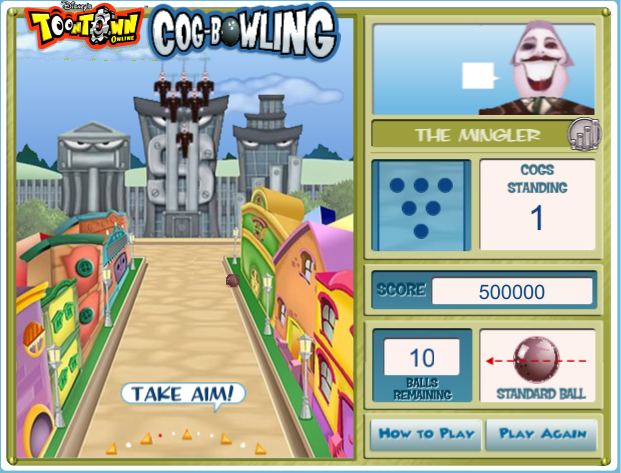 Disney's
TOONTOWN
ONLINE
COG-BOWLING
THE MINGLER
COGS
STANDING
1
SCORE
500000
10
BALLS
REMAINING
STANDARD BALL
TAKE AIM!
HOW TO PLAY
PLAY AGAIN